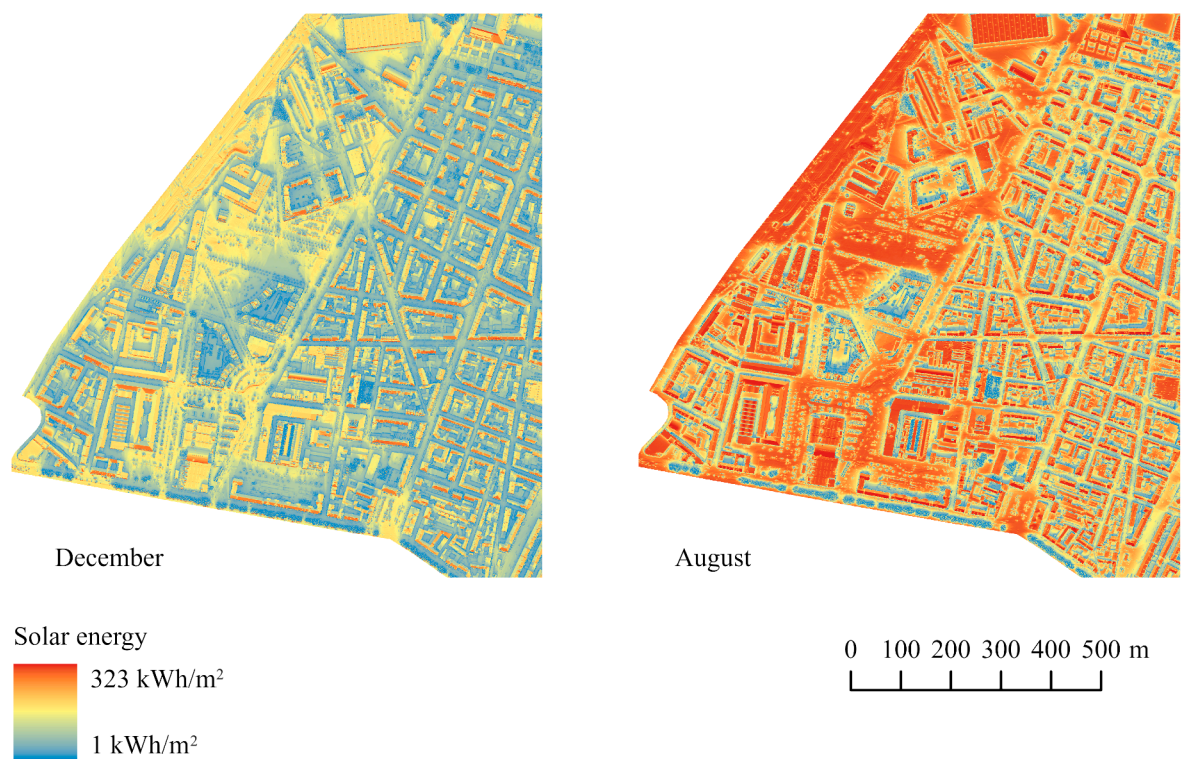 December
August
Solar energy
323 kWh/m²
1 kWh/m²
0 100 200 300 400 500 m